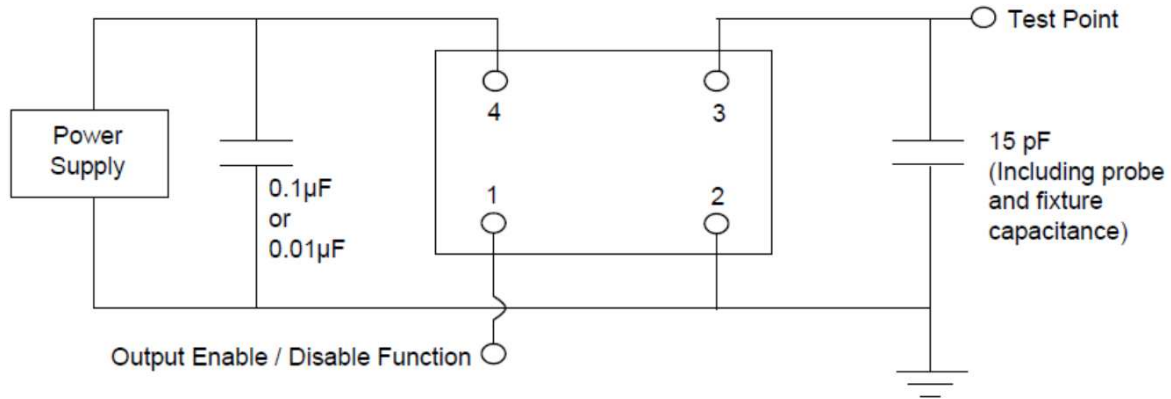 Test Point
Power
Supply
4
3
0.1µF
or
0.01µF
1
2
15 pF
(Including probe
and fixture
capacitance)
Output Enable / Disable Function